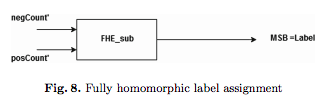 negCount'
FHE_sub
MSB =Label
posCount'
Fig. 8. Fully homomorphic label assignment